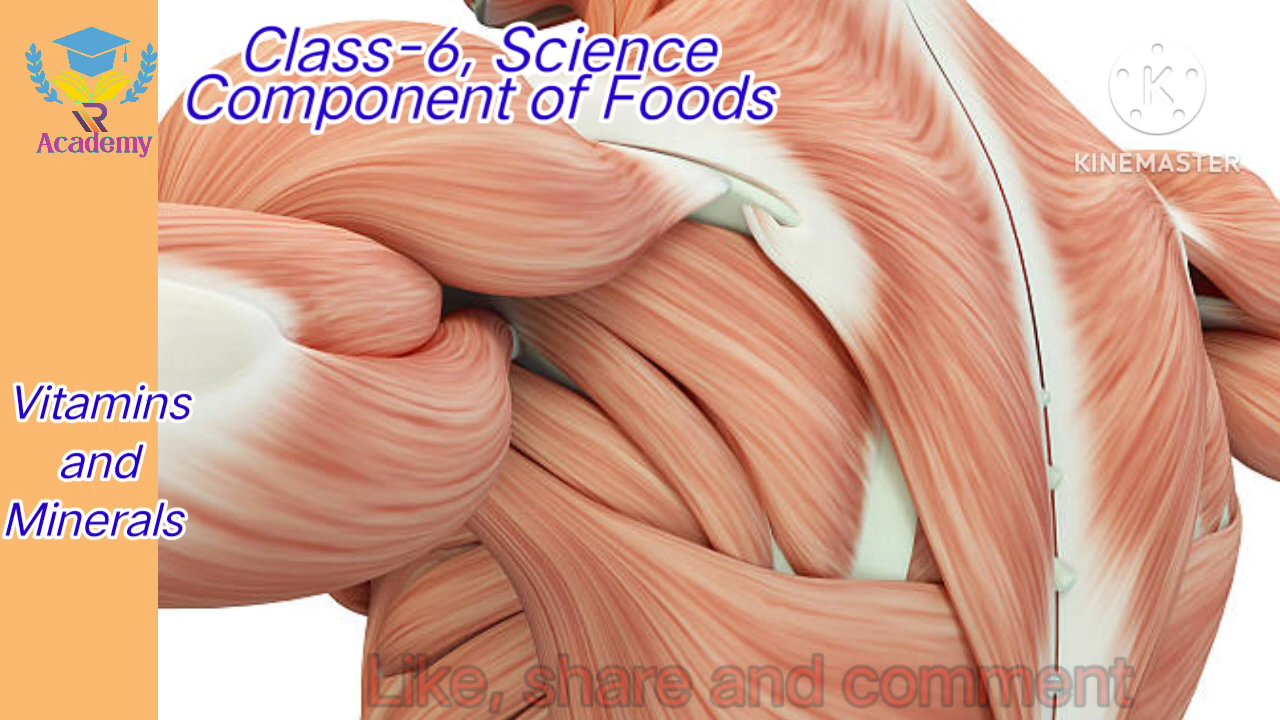 Class-6, Science
Component of Foods
R
Academy
KINEMASTER
Vitamins
and
Minerals
Like, share and comment